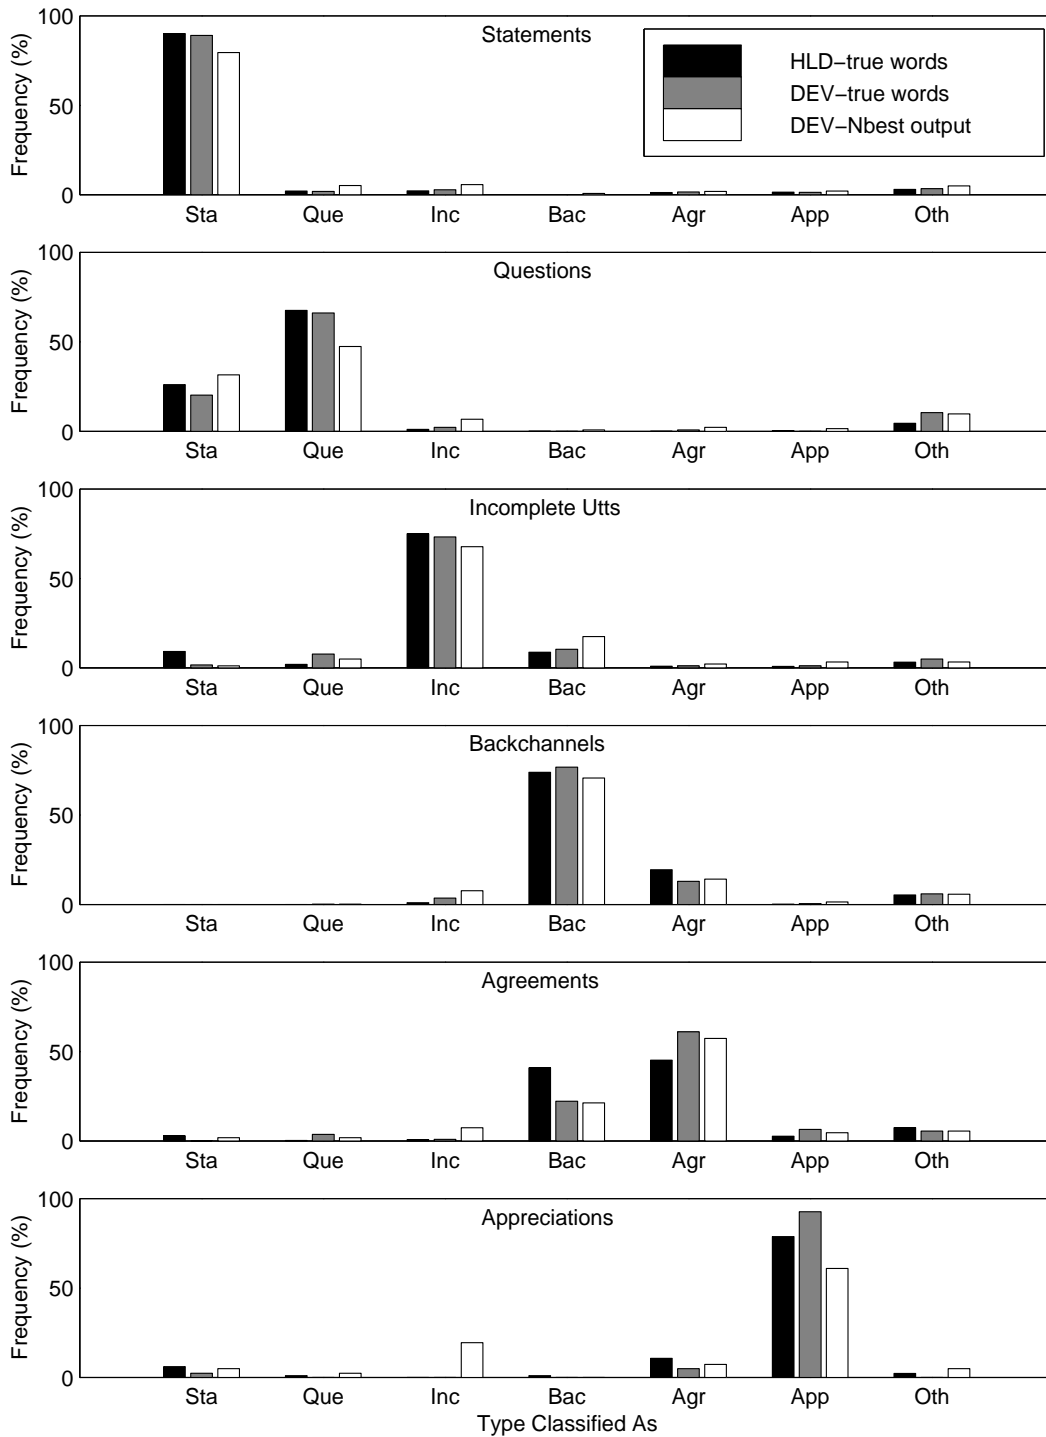 100
Statements
HLD−true words
DEV−true words
DEV−Nbest output
50
0
Frequency (%)
Sta Que Inc Bac Agr App Oth
100
Questions
50
0
Frequency (%)
Sta Que Inc Bac Agr App Oth
100
Incomplete Utts
50
0
Frequency (%)
Sta Que Inc Bac Agr App Oth
100
Backchannels
50
0
Frequency (%)
Sta Que Inc Bac Agr App Oth
100
Agreements
50
0
Frequency (%)
Sta Que Inc Bac Agr App Oth
100
Appreciations
50
0
Frequency (%)
Sta Que Inc Bac Agr App Oth
Type Classified As